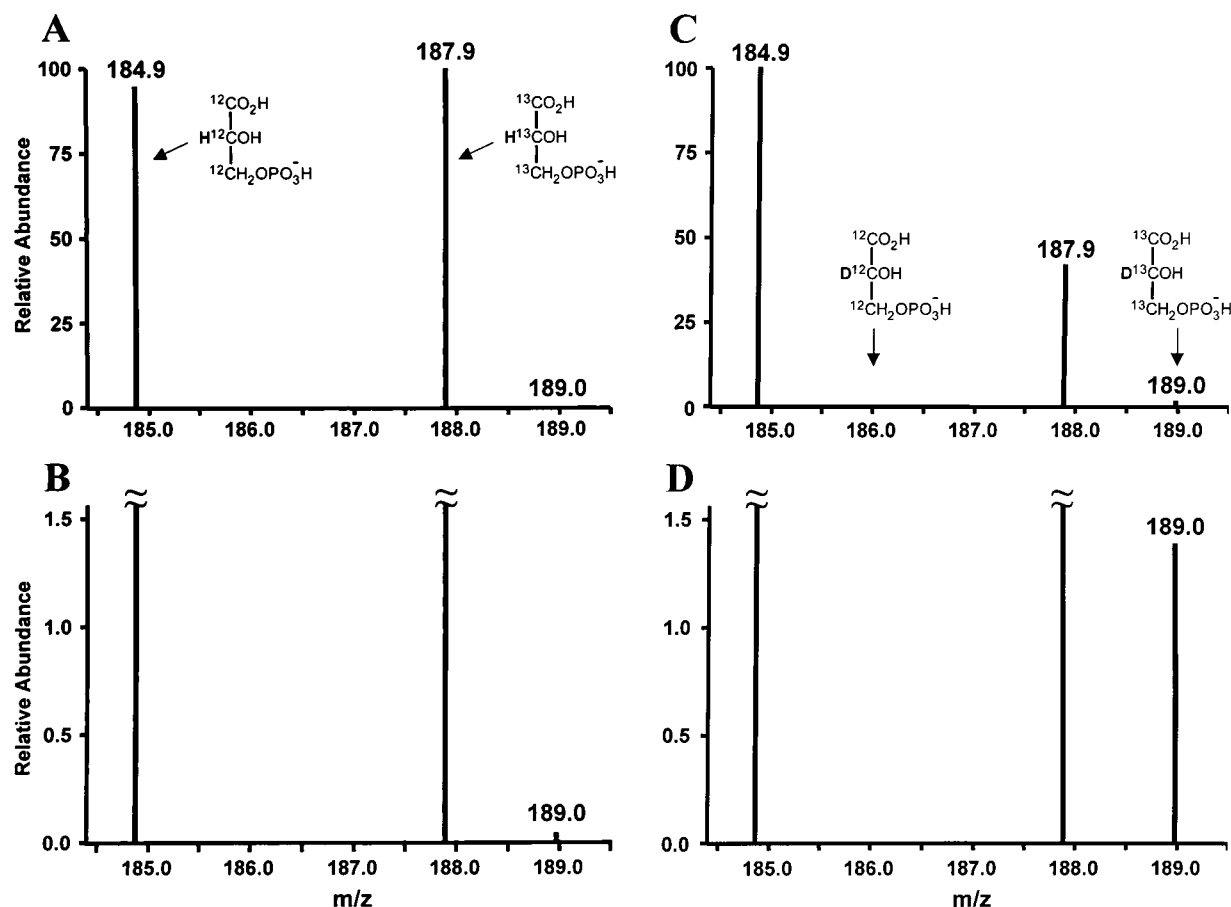 A
184.9
187.9
100
75
50
25
0
Relative Abundance
¹²CO₂H
H¹²COH
¹²CH₂OPO₃⁻H
¹³CO₂H
H¹³COH
¹³CH₂OPO₃⁻H
189.0
185.0 186.0 187.0 188.0 189.0
C
184.9
100
75
50
25
0
¹²CO₂H
D¹²COH
¹²CH₂OPO₃⁻H
187.9
¹³CO₂H
D¹³COH
¹³CH₂OPO₃⁻H
189.0
185.0 186.0 187.0 188.0 189.0
B
1.5
1.0
0.5
0.0
Relative Abundance
189.0
185.0 186.0 187.0 188.0 189.0
m/z
D
1.5
1.0
0.5
0.0
189.0
185.0 186.0 187.0 188.0 189.0
m/z